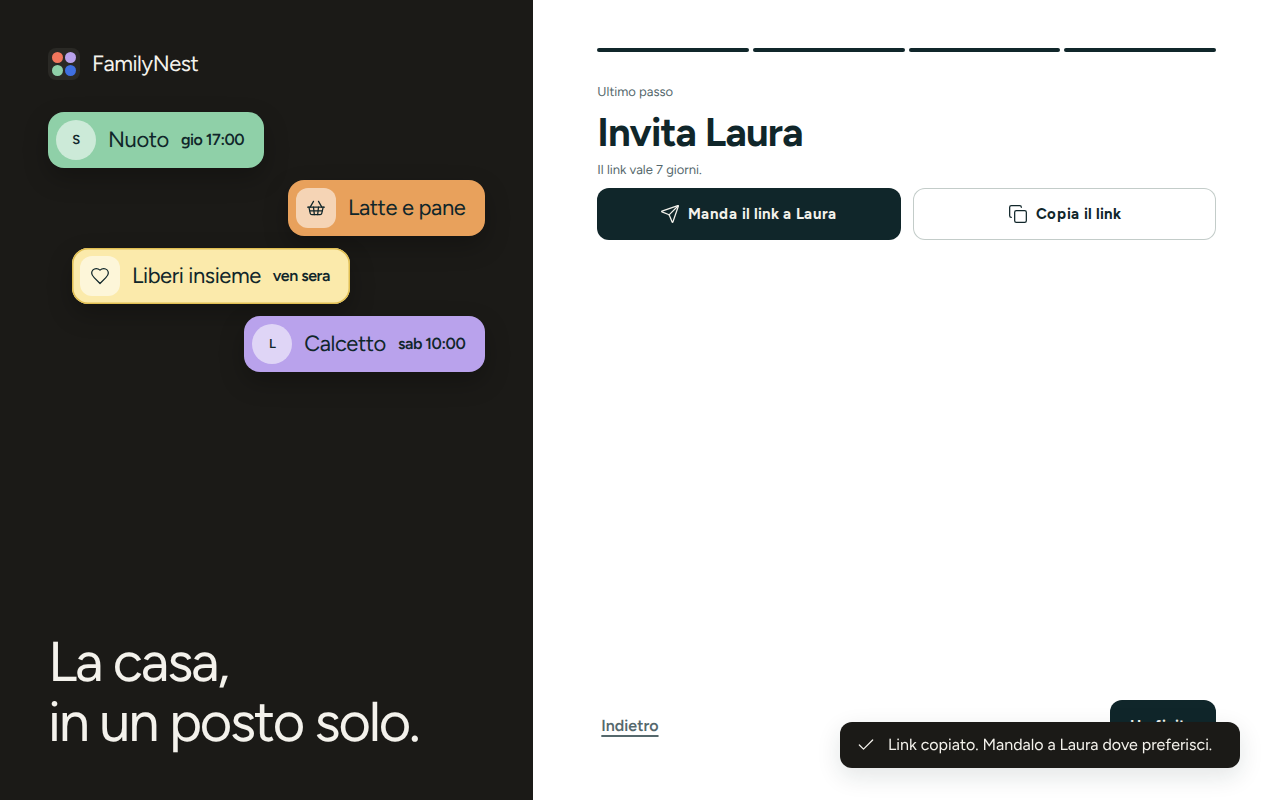 FamilyNest
S Nuoto gio 17:00
Latte e pane
Liberi insieme ven sera
L Calcetto sab 10:00
La casa,
in un posto solo.
Ultimo passo
Invita Laura
Il link vale 7 giorni.
Manda il link a Laura
Copia il link
Indietro
Link copiato. Mandalo a Laura dove preferisci.